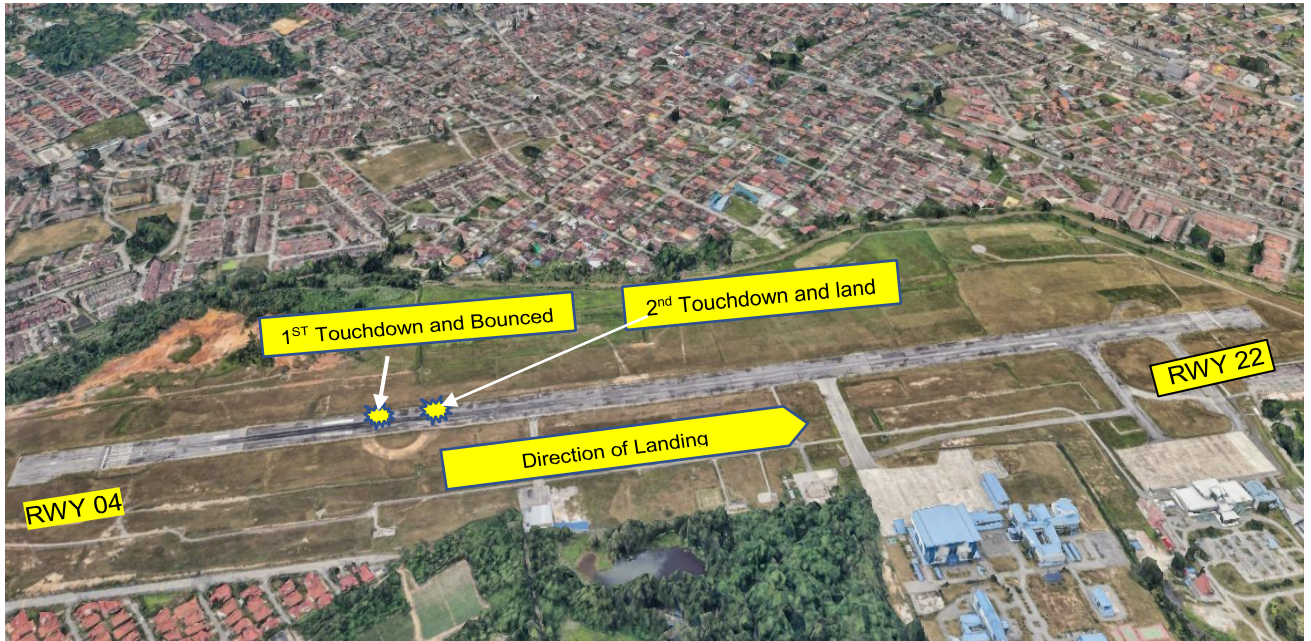 1ST Touchdown and Bounced
2nd Touchdown and land
RWY 22
Direction of Landing
RWY 04